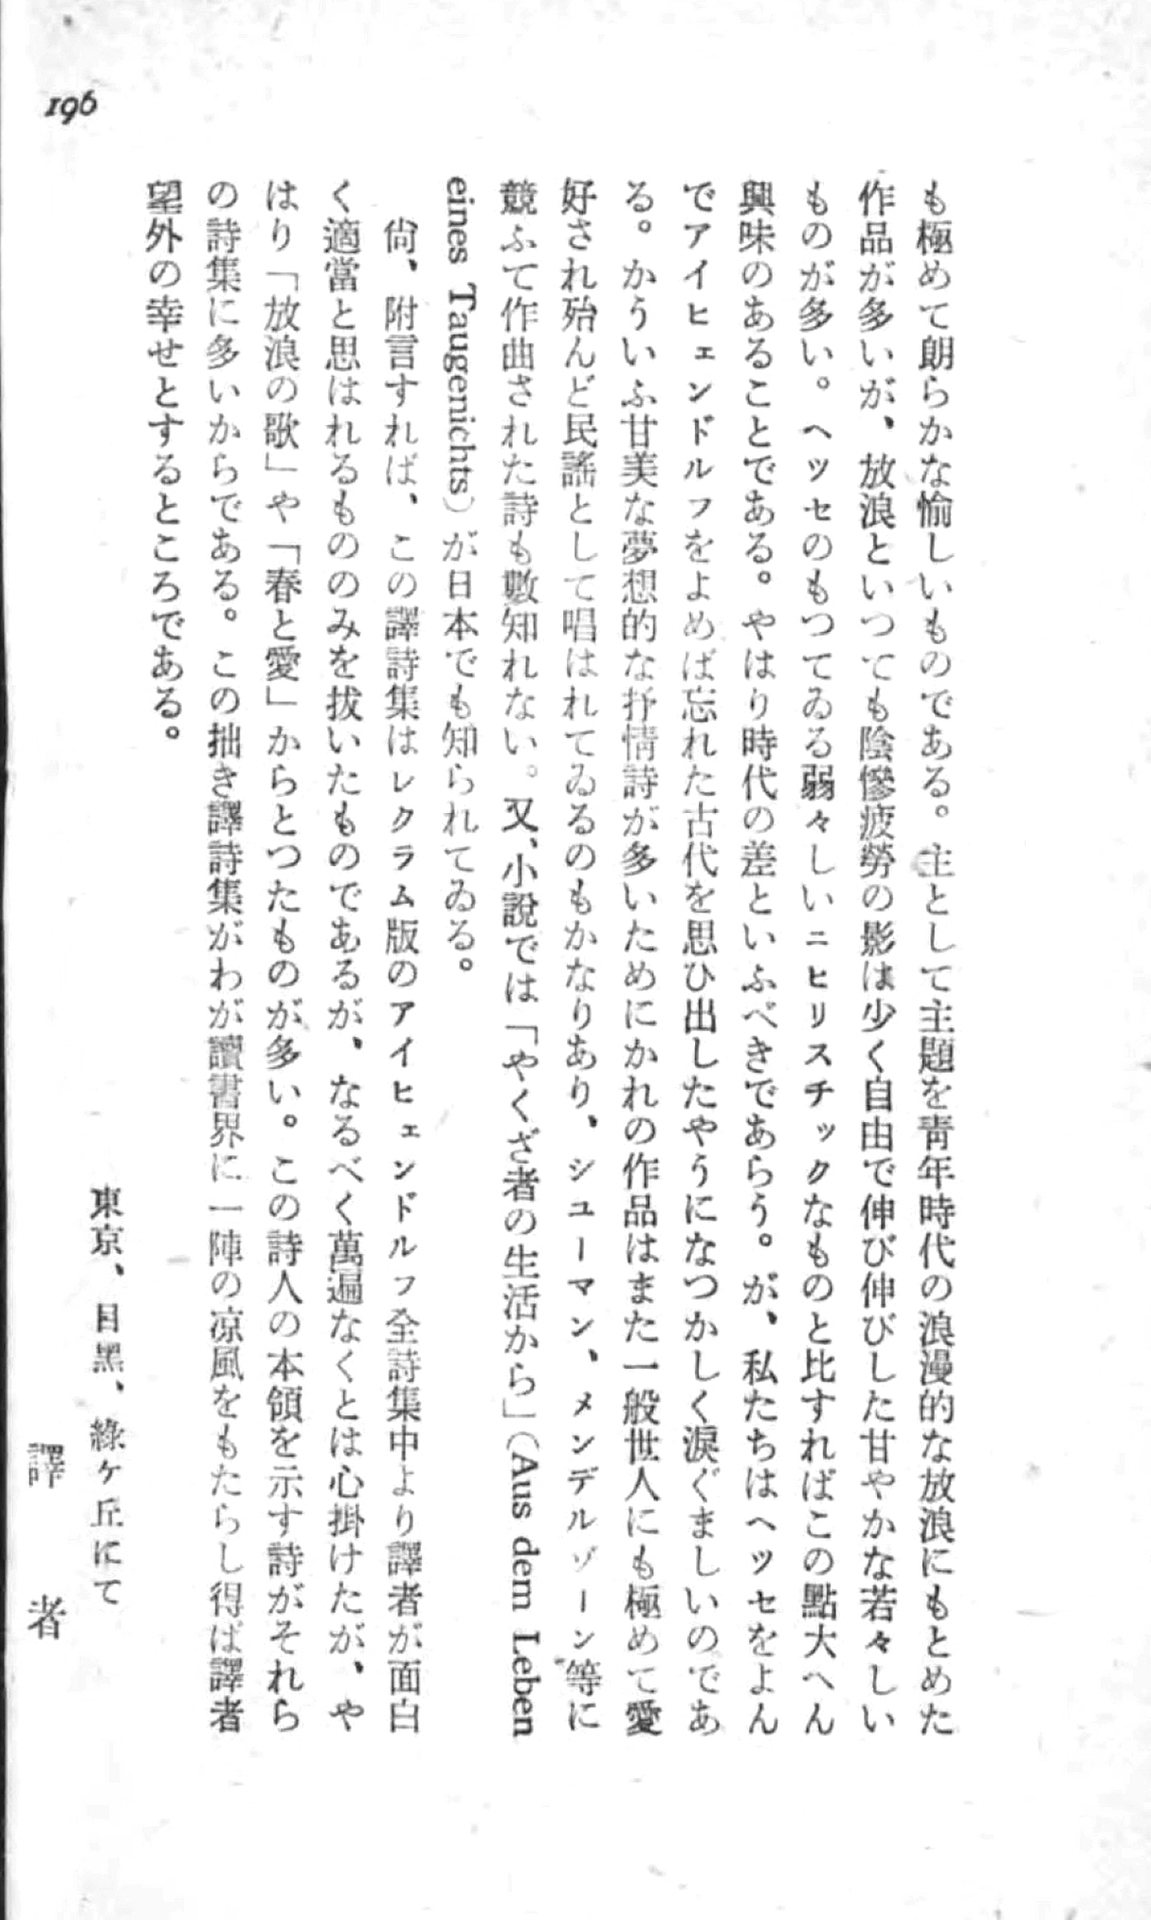 196
も極めて朗らかな愉しいものである。主として主題を靑年時代の浪漫的な放浪にもとめた
作品が多いが、放浪といつても陰慘疲勞の影は少く自由で伸び伸びした甘やかな若々しい
ものが多い。ヘッセのもつてゐる弱々しいニヒリスチックなものと比すればこの點大へん
興味のあることである。やはり時代の差といふべきであらう。が、私たちはヘッセをよん
でアイヒェンドルフをよめば忘れた古代を思ひ出したやうになつかしく淚ぐましいのであ
る。かういふ甘美な夢想的な抒情詩が多いためにかれの作品はまた一般世人にも極めて愛
好され殆んど民謠として唱はれてゐるのもかなりあり、シューマン、メンデルゾーン等に
競ふて作曲された詩も數知れない。又、小說では「やくざ者の生活から」（Aus dem Leben
eines Taugenichts）が日本でも知られてゐる。
尙、附言すれば、この譯詩集はレクラム版のアイヒェンドルフ全詩集中より譯者が面白
く適當と思はれるもののみを拔いたものであるが、なるべく萬遍なくとは心掛けたが、や
はり「放浪の歌」や「春と愛」からとつたものが多い。この詩人の本領を示す詩がそれら
の詩集に多いからである。この拙き譯詩集がわが讀書界に一陣の凉風をもたらし得ば譯者
望外の幸せとするところである。
東京、目黑、綠ケ丘にて
譯者